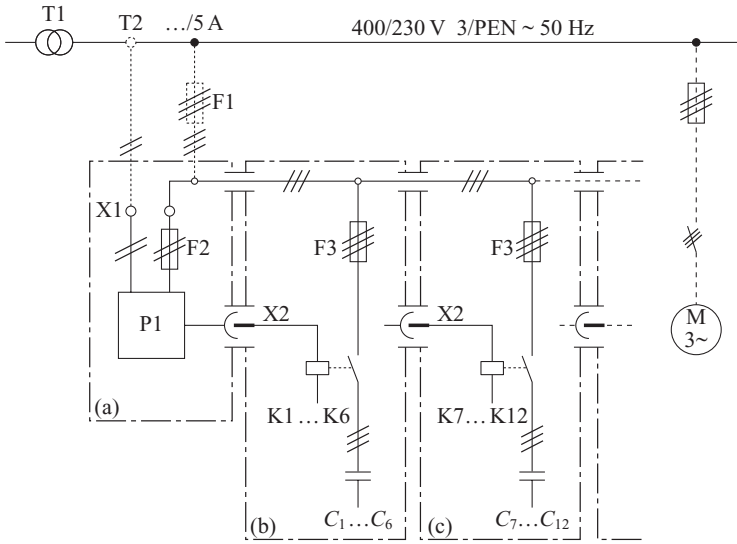 T1
T2
…/5 A
400/230 V 3/PEN ~ 50 Hz
F1
X1
F2
F3
F3
P1
X2
X2
M
3~
(a)
K1 … K6
K7 … K12
(b)
C1 … C6
(c)
C7 … C12